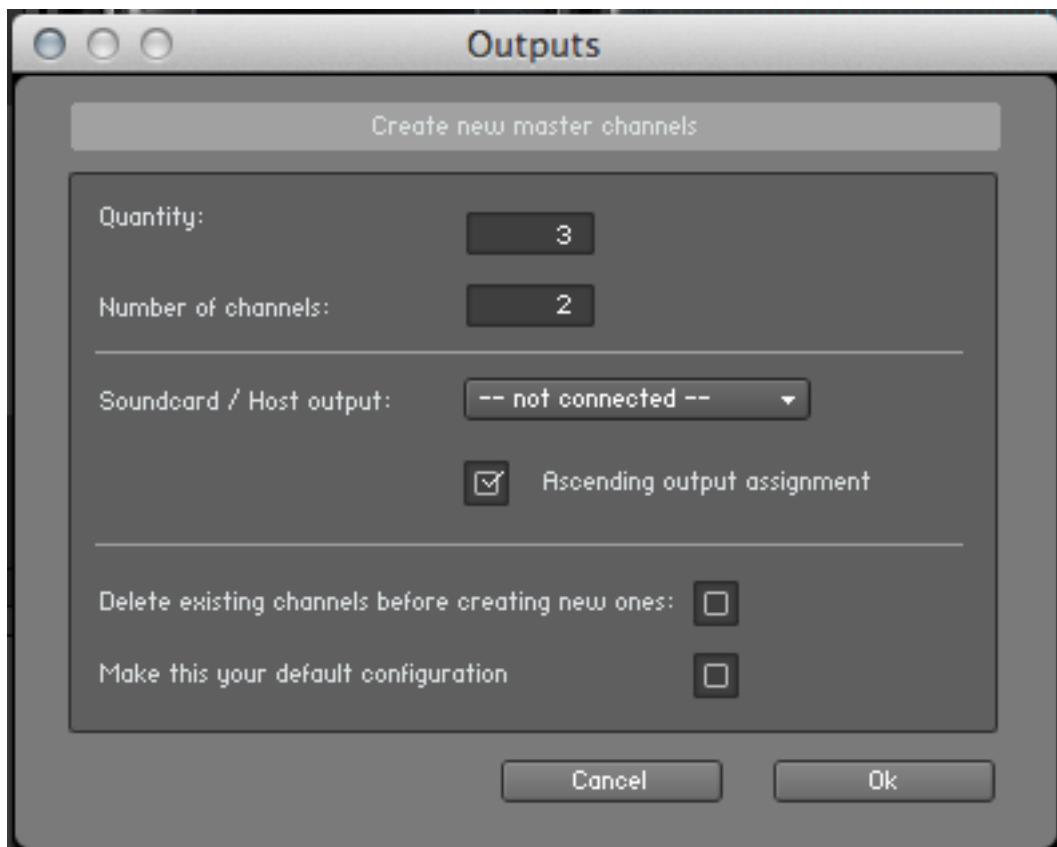 Outputs
Create new master channels
Quantity: 3
Number of channels: 2
Soundcard / Host output: -- not connected --
Ascending output assignment
Delete existing channels before creating new ones:
Make this your default configuration
Cancel Ok